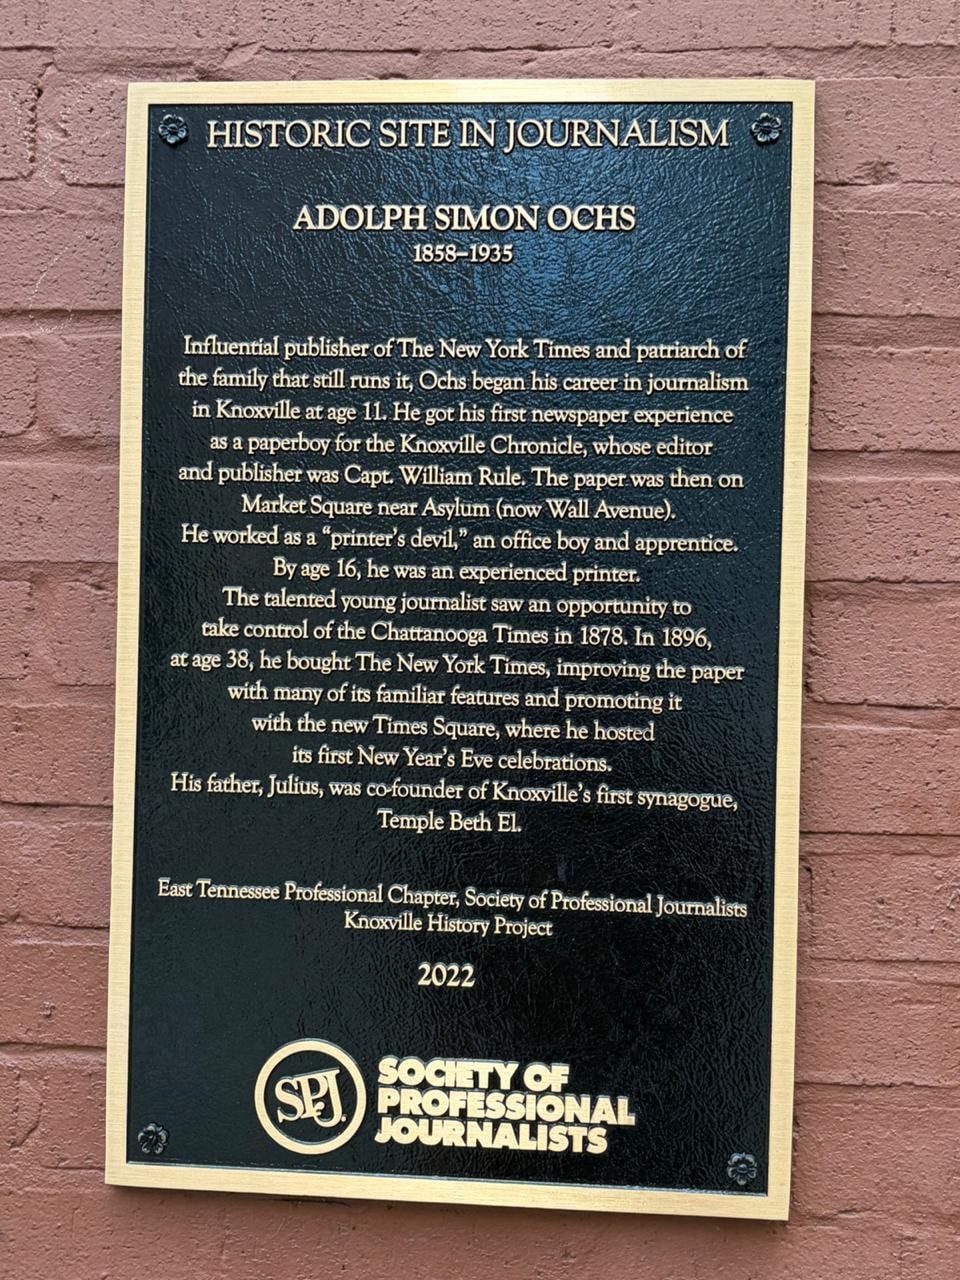 HISTORIC SITE IN JOURNALISM
ADOLPH SIMON OCHS
1858–1935
Influential publisher of The New York Times and patriarch of
the family that still runs it, Ochs began his career in journalism
in Knoxville at age 11. He got his first newspaper experience
as a paperboy for the Knoxville Chronicle, whose editor
and publisher was Capt. William Rule. The paper was then on
Market Square near Asylum (now Wall Avenue).
He worked as a “printer’s devil,” an office boy and apprentice.
By age 16, he was an experienced printer.
The talented young journalist saw an opportunity to
take control of the Chattanooga Times in 1878. In 1896,
at age 38, he bought The New York Times, improving the paper
with many of its familiar features and promoting it
with the new Times Square, where he hosted
its first New Year’s Eve celebrations.
His father, Julius, was co-founder of Knoxville’s first synagogue,
Temple Beth El.
East Tennessee Professional Chapter, Society of Professional Journalists
Knoxville History Project
2022
SPJ
SOCIETY OF
PROFESSIONAL
JOURNALISTS